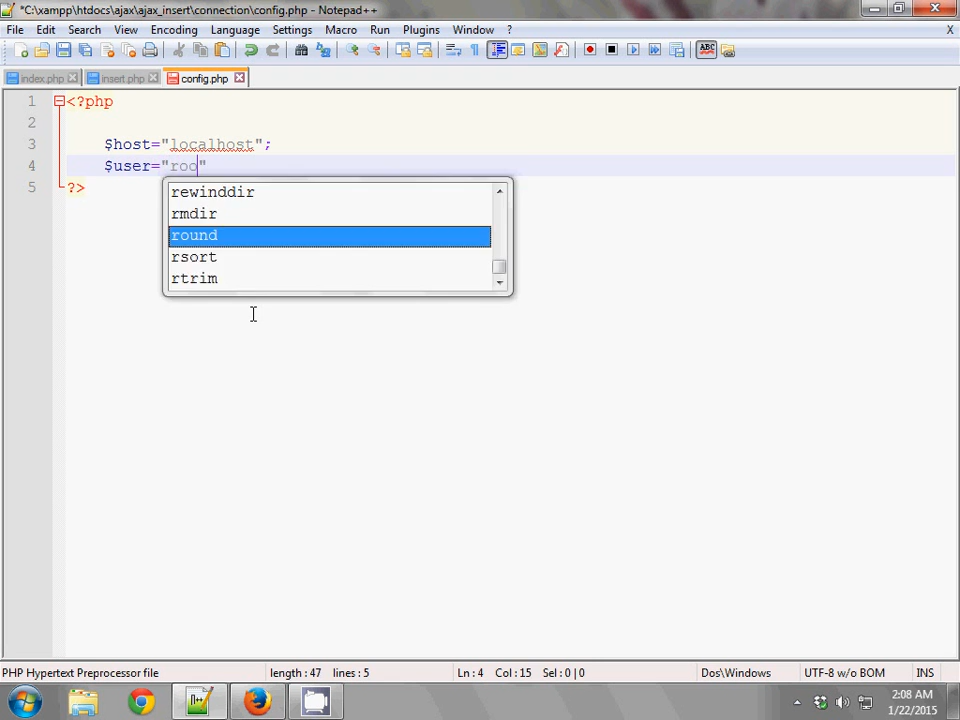 *C:\xampp\htdocs\ajax\ajax_insert\connection\config.php - Notepad++
File Edit Search View Encoding Language Settings Macro Run Plugins Window ? X
ABC
index.php insert.php config.php
1 <?php
2
3 $host="localhost";
4 $user="roo"
5 ?>
rewinddir
rmdir
round
rsort
rtrim
PHP Hypertext Preprocessor file length : 47 lines : 5 Ln : 4 Col : 15 Sel : 0 | 0 Dos\Windows UTF-8 w/o BOM INS
2:08 AM
1/22/2015